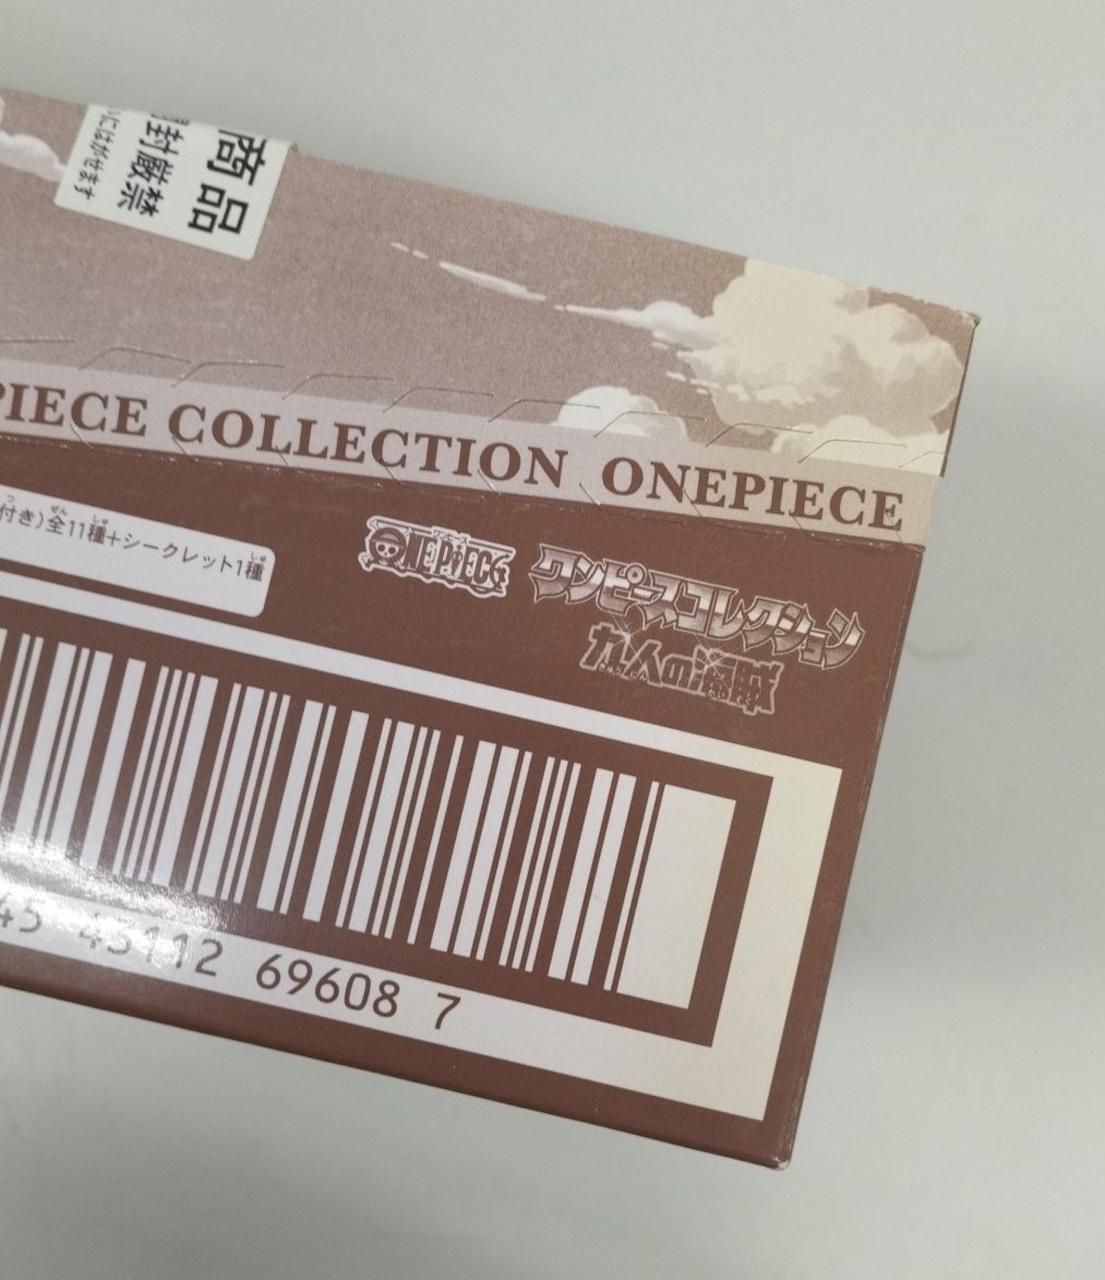 商品
封厳禁
いにはがせます
PIECE COLLECTION ONEPIECE
付き)全11種+シークレット1種
ONE PIECE
ワンピースコレクション
九人の海賊
45 43112 69608 7